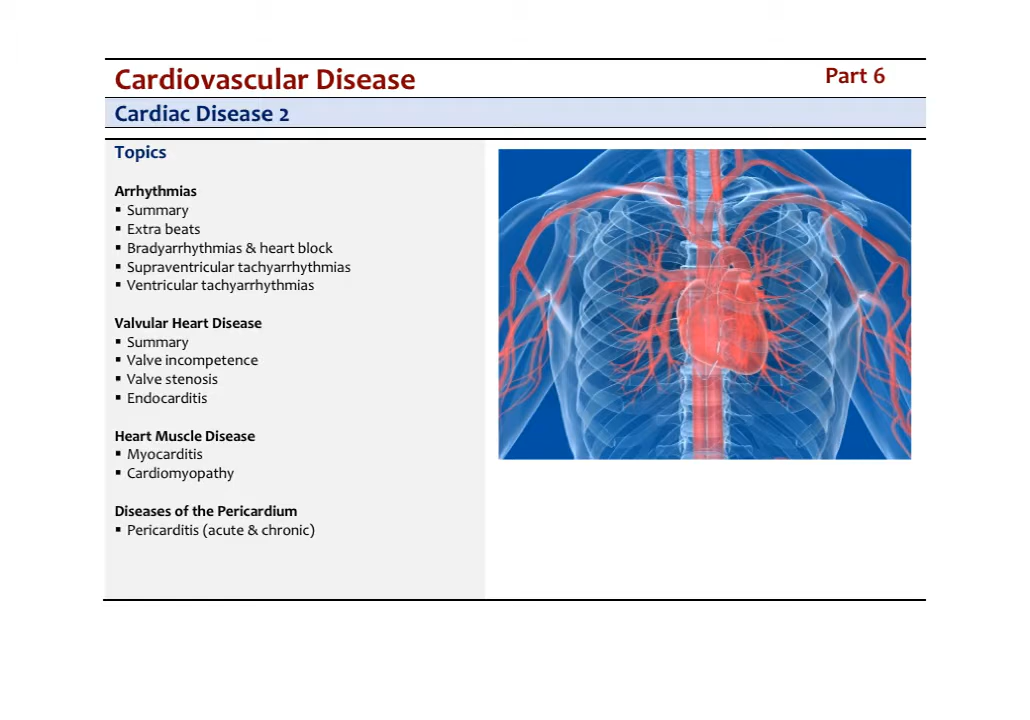 Cardiovascular Disease
Part 6
Cardiac Disease 2
Topics
Arrhythmias
▪ Summary
▪ Extra beats
▪ Bradyarrhythmias & heart block
▪ Supraventricular tachyarrhythmias
▪ Ventricular tachyarrhythmias
Valvular Heart Disease
▪ Summary
▪ Valve incompetence
▪ Valve stenosis
▪ Endocarditis
Heart Muscle Disease
▪ Myocarditis
▪ Cardiomyopathy
Diseases of the Pericardium
▪ Pericarditis (acute & chronic)